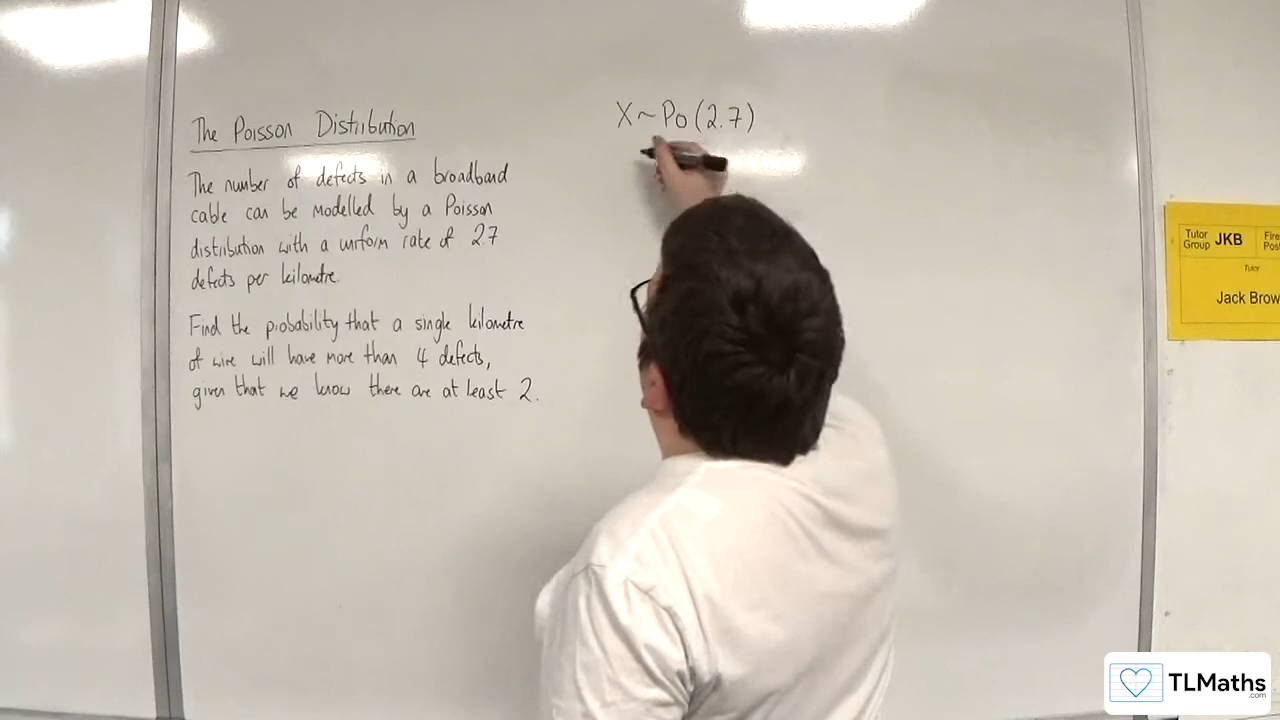 The Poisson Distribution
The number of defects in a broadband
cable can be modelled by a Poisson
distribution with a uniform rate of 2.7
defects per kilometre.
Find the probability that a single kilometre
of wire will have more than 4 defects,
given that we know there are at least 2.
X ~ Po (2.7)
Tutor Group JKB
Tutor
Jack Brow
TLMaths
.com